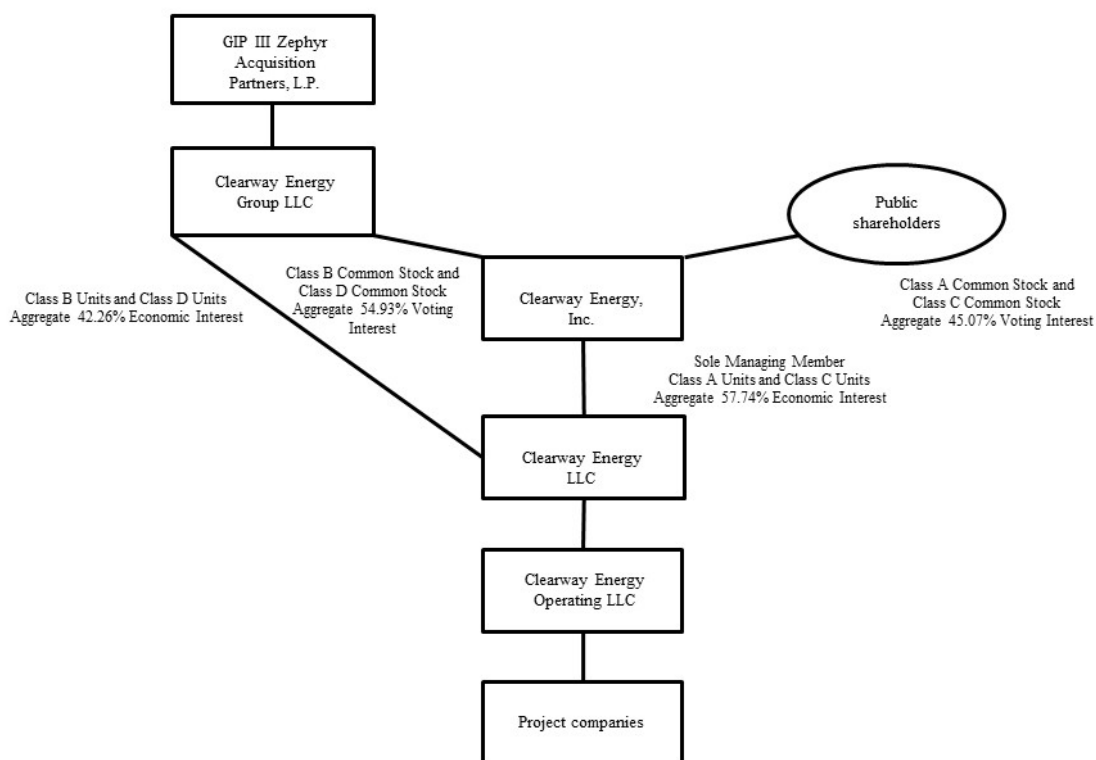 GIP III Zephyr
Acquisition
Partners, L.P.
Clearway Energy
Group LLC
Public
shareholders
Class B Units and Class D Units
Aggregate 42.26% Economic Interest
Class B Common Stock and
Class D Common Stock
Aggregate 54.93% Voting
Interest
Clearway Energy,
Inc.
Class A Common Stock and
Class C Common Stock
Aggregate 45.07% Voting Interest
Sole Managing Member
Class A Units and Class C Units
Aggregate 57.74% Economic Interest
Clearway Energy
LLC
Clearway Energy
Operating LLC
Project companies